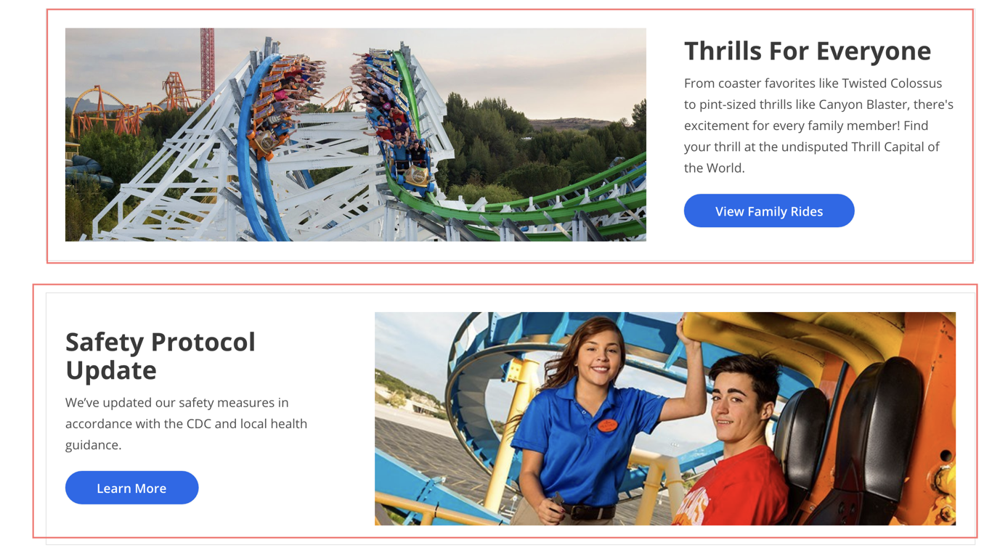 Thrills For Everyone
From coaster favorites like Twisted Colossus
to pint-sized thrills like Canyon Blaster, there's
excitement for every family member! Find
your thrill at the undisputed Thrill Capital of
the World.
View Family Rides
Safety Protocol
Update
We’ve updated our safety measures in
accordance with the CDC and local health
guidance.
Learn More